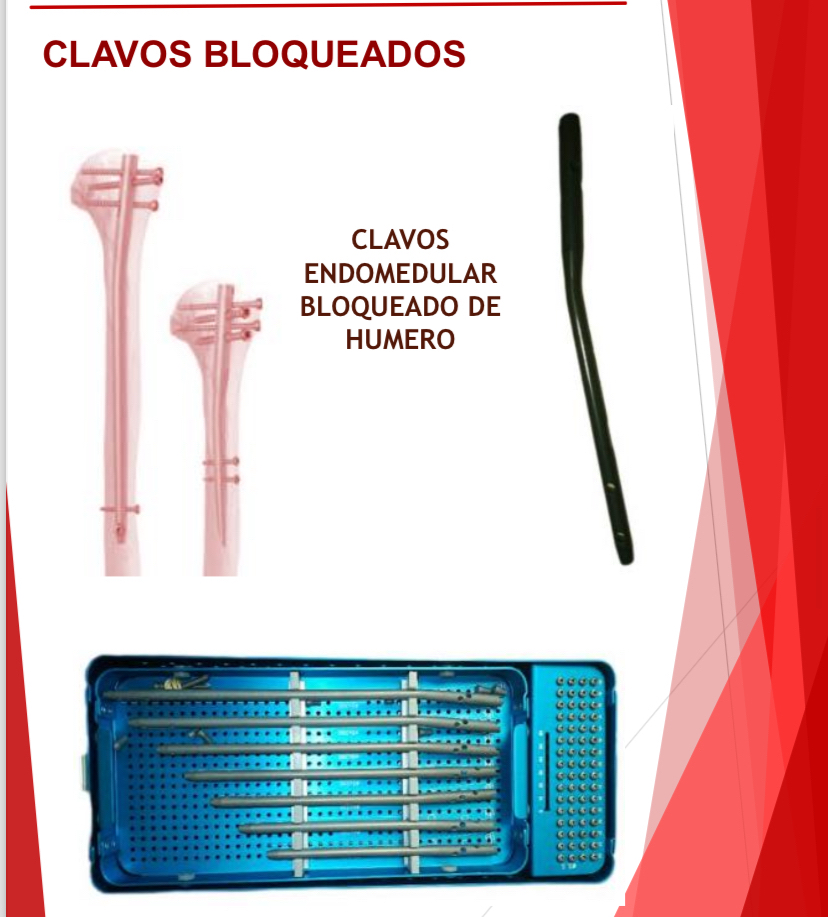 CLAVOS BLOQUEADOS
CLAVOS
ENDOMEDULAR
BLOQUEADO DE
HUMERO